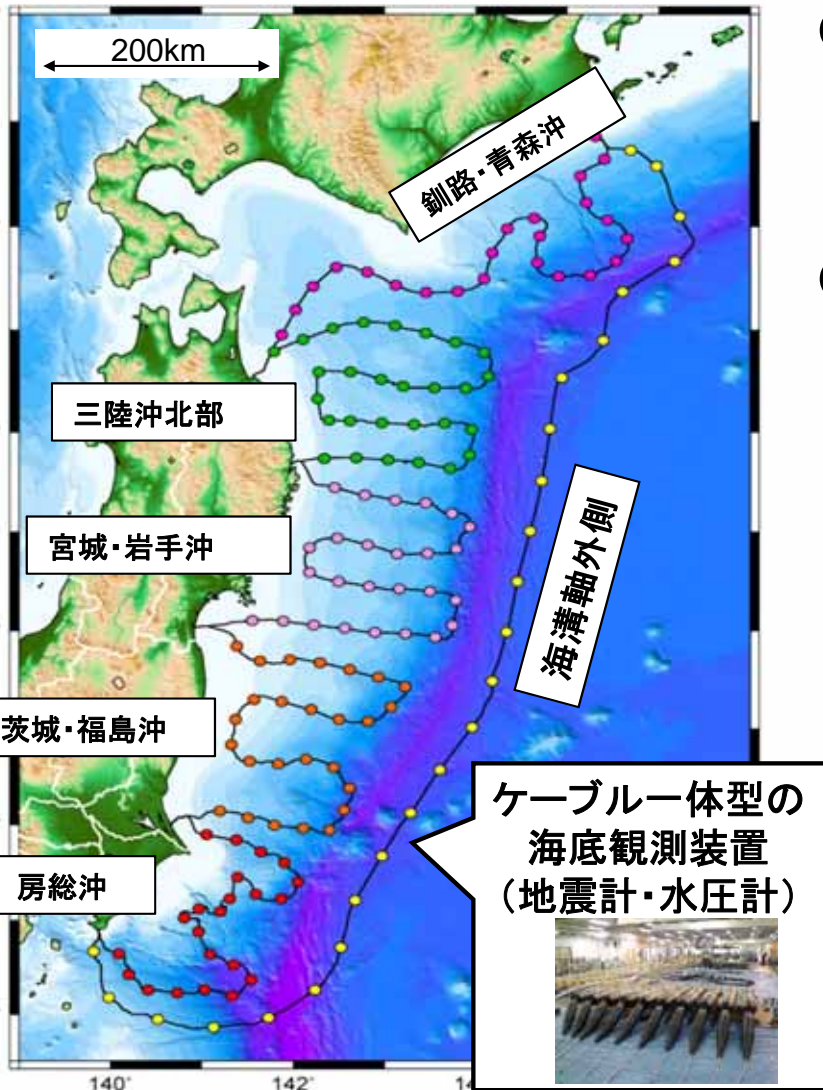 200km
釧路・青森沖
三陸沖北部
宮城・岩手沖
海溝軸外側
茨城・福島沖
房総沖
ケーブル一体型の
海底観測装置
(地震計・水圧計)
140°
142°